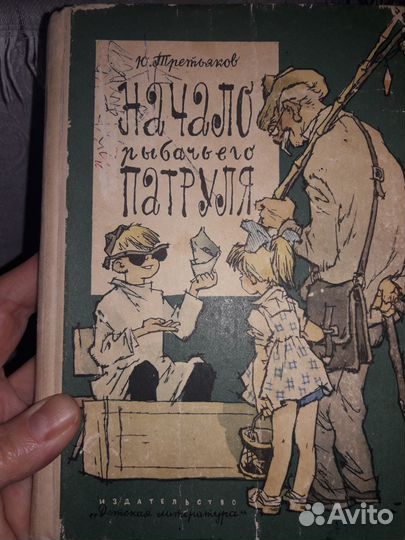 Ю. Третьяков
НАЧАЛО
рыбачьего
ПАТРУЛЯ
ИЗДАТЕЛЬСТВО
"Детская литература"
Avito